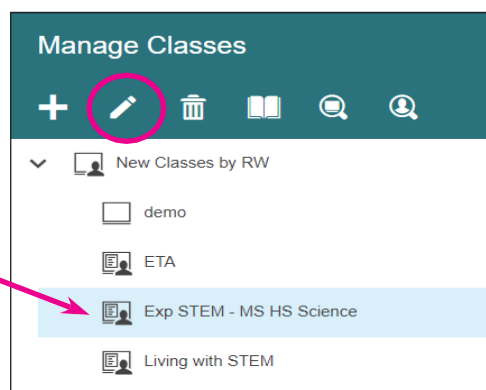 Manage Classes
New Classes by RW
demo
ETA
Exp STEM - MS HS Science
Living with STEM